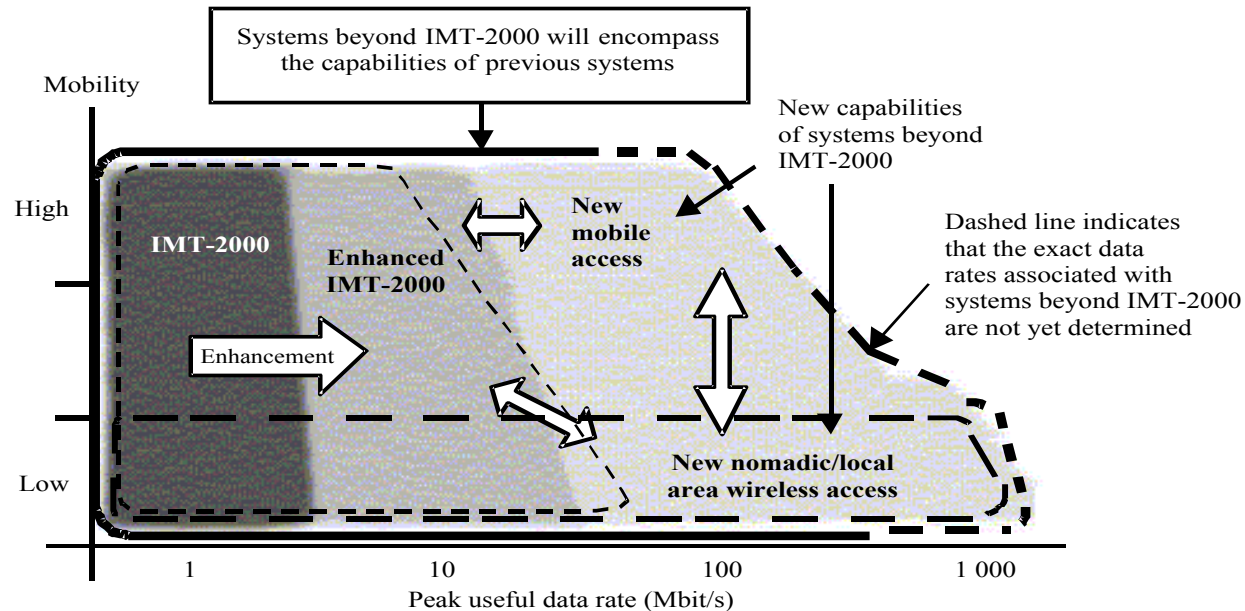 Systems beyond IMT-2000 will encompass
the capabilities of previous systems
Mobility
New capabilities
of systems beyond
IMT-2000
High
IMT-2000
Enhanced
IMT-2000
New
mobile
access
Dashed line indicates
that the exact data
rates associated with
systems beyond IMT-2000
are not yet determined
Enhancement
Low
New nomadic/local
area wireless access
1
10
100
1 000
Peak useful data rate (Mbit/s)